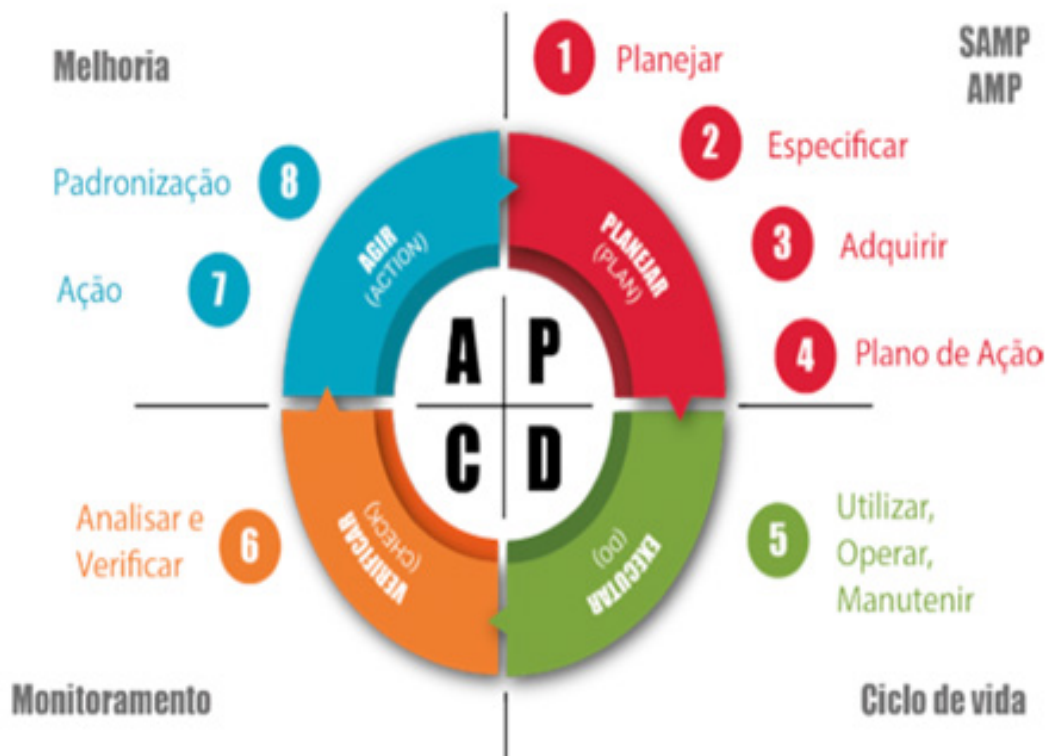 Melhoria
SAMP
AMP
1 Planejar
2 Especificar
3 Adquirir
4 Plano de Ação
5 Utilizar,
Operar,
Manutenir
Ciclo de vida
6 Analisar e
Verificar
Monitoramento
7 Ação
8 Padronização
PLANEJAR
(PLAN)
EXECUTAR
(DO)
VERIFICAR
(CHECK)
AGIR
(ACTION)
A P
C D